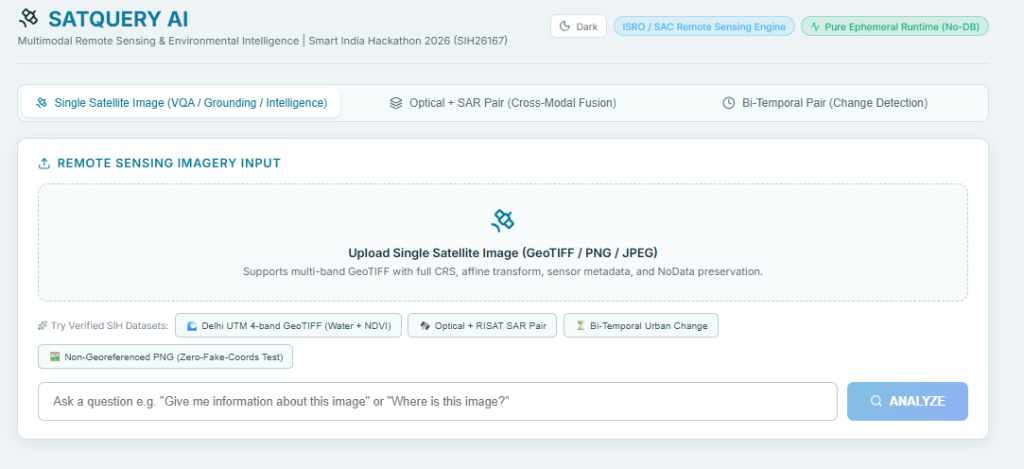 SATQUERY AI
Multimodal Remote Sensing & Environmental Intelligence | Smart India Hackathon 2026 (SIH26167)
Dark
ISRO / SAC Remote Sensing Engine
Pure Ephemeral Runtime (No-DB)
Single Satellite Image (VQA / Grounding / Intelligence)
Optical + SAR Pair (Cross-Modal Fusion)
Bi-Temporal Pair (Change Detection)
REMOTE SENSING IMAGERY INPUT
Upload Single Satellite Image (GeoTIFF / PNG / JPEG)
Supports multi-band GeoTIFF with full CRS, affine transform, sensor metadata, and NoData preservation.
Try Verified SIH Datasets:
Delhi UTM 4-band GeoTIFF (Water + NDVI)
Optical + RISAT SAR Pair
Bi-Temporal Urban Change
Non-Georeferenced PNG (Zero-Fake-Coords Test)
Ask a question e.g. "Give me information about this image" or "Where is this image?"
ANALYZE